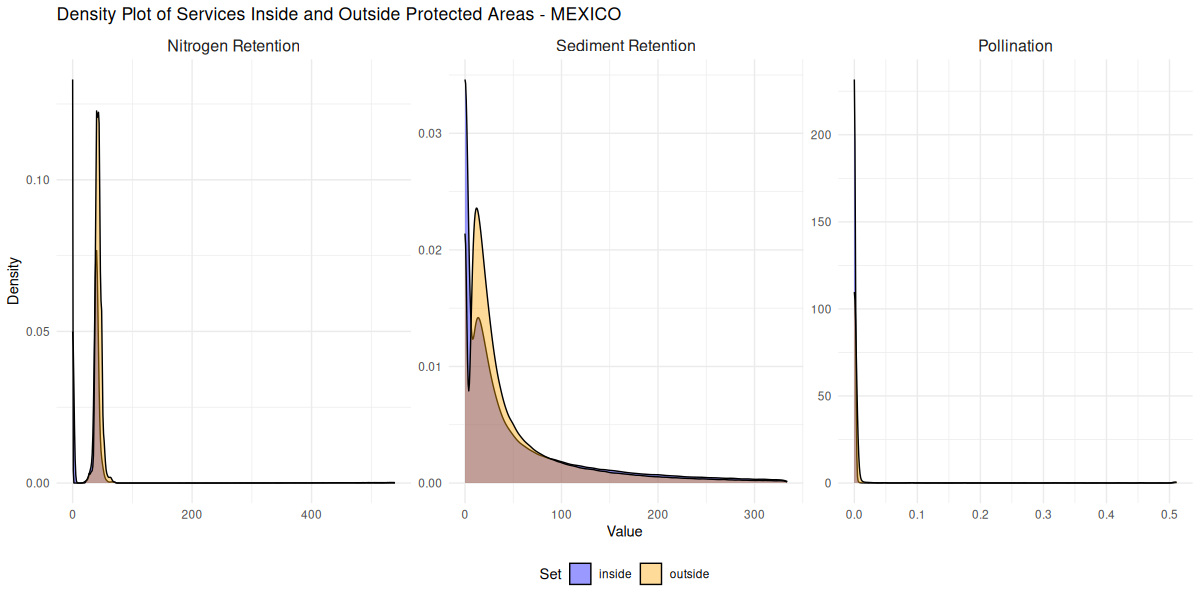 Density Plot of Services Inside and Outside Protected Areas - MEXICO
Nitrogen Retention
Sediment Retention
Pollination
Density
0.00
0.05
0.10
0
200
400
0.00
0.01
0.02
0.03
0
100
200
300
0
50
100
150
200
0.0
0.1
0.2
0.3
0.4
0.5
Value
Set
inside
outside